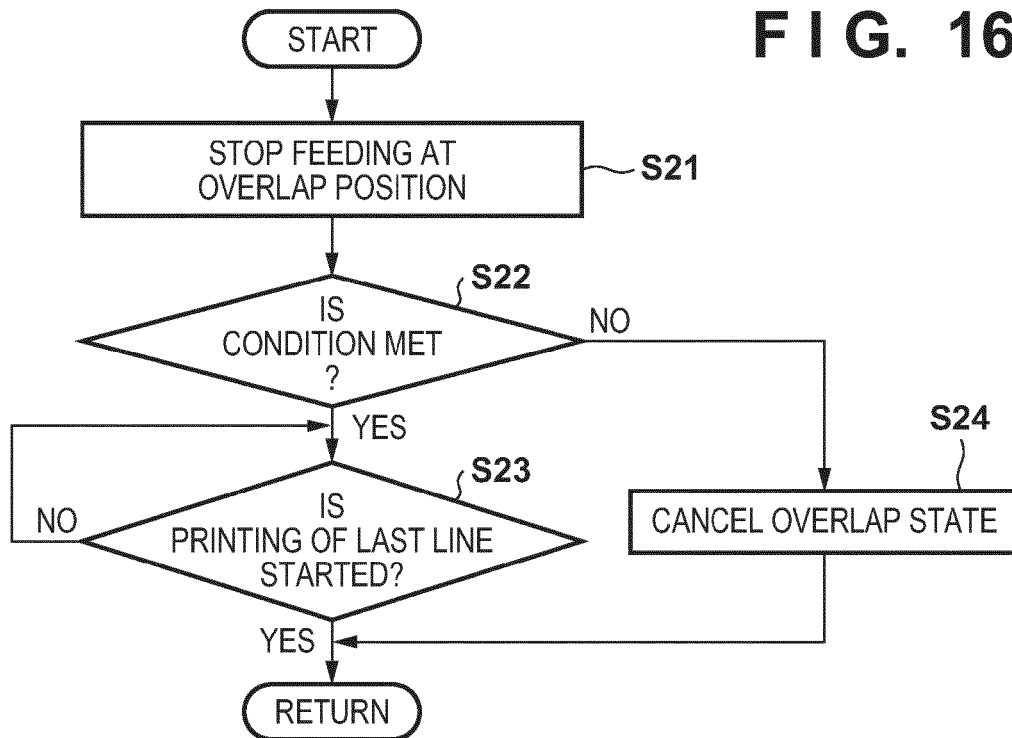 START
F I G. 16
STOP FEEDING AT
OVERLAP POSITION
S21
S22
IS
CONDITION MET
?
NO
YES
S24
S23
IS
PRINTING OF LAST LINE
STARTED?
NO
CANCEL OVERLAP STATE
YES
RETURN